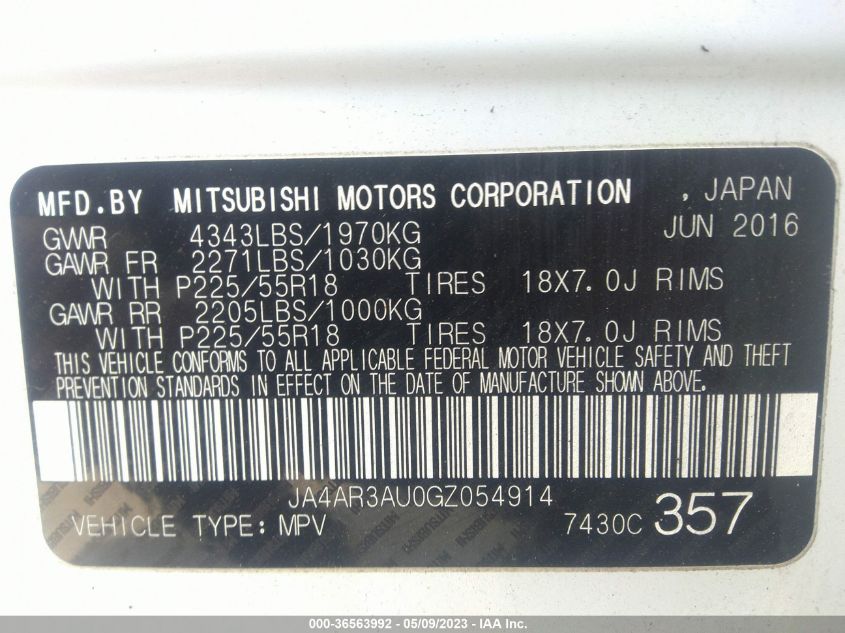 MFD.BY MITSUBISHI MOTORS CORPORATION , JAPAN
GVWR 4343LBS/1970KG JUN 2016
GAWR FR 2271LBS/1030KG
WITH P225/55R18 TIRES 18X7.0J RIMS
GAWR RR 2205LBS/1000KG
WITH P225/55R18 TIRES 18X7.0J RIMS
THIS VEHICLE CONFORMS TO ALL APPLICABLE FEDERAL MOTOR VEHICLE SAFETY AND THEFT
PREVENTION STANDARDS IN EFFECT ON THE DATE OF MANUFACTURE SHOWN ABOVE.
JA4AR3AU0GZ054914
VEHICLE TYPE: MPV 7430C 357
000-36563992 - 05/09/2023 - IAA Inc.